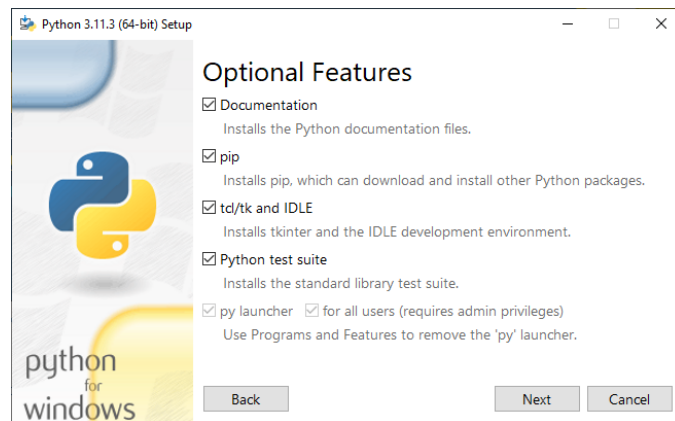 Python 3.11.3 (64-bit) Setup
Optional Features
Documentation
Installs the Python documentation files.
pip
Installs pip, which can download and install other Python packages.
tcl/tk and IDLE
Installs tkinter and the IDLE development environment.
Python test suite
Installs the standard library test suite.
py launcher for all users (requires admin privileges)
Use Programs and Features to remove the 'py' launcher.
python
for
windows
Back Next Cancel